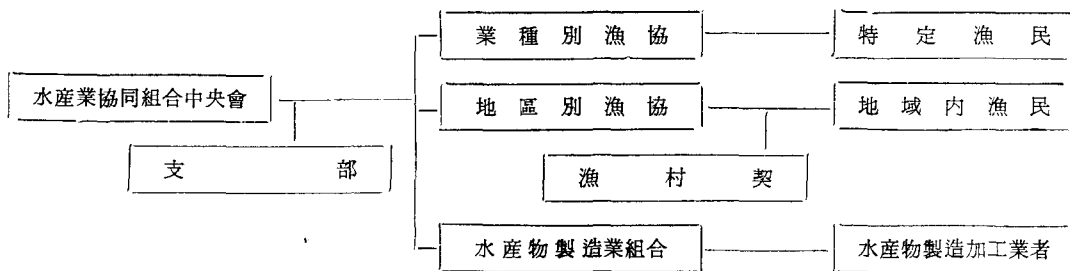 業種別漁協
特定漁民
水産業協同組合中央會
地區別漁協
地域内漁民
支部
漁村契
水産物製造業組合
水産物製造加工業者